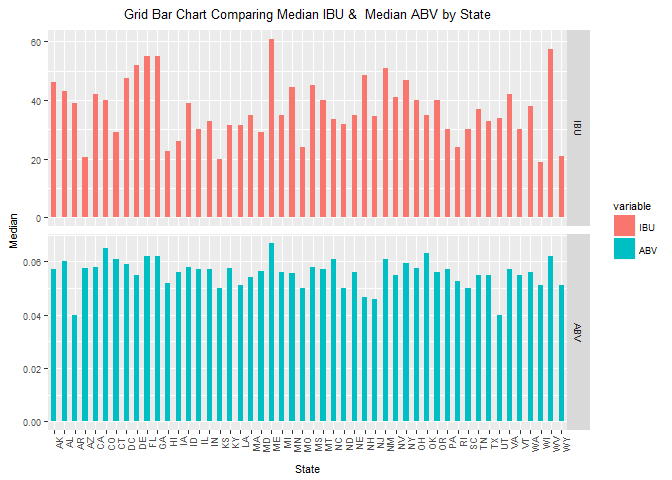 Grid Bar Chart Comparing Median IBU &  Median ABV by State
60
40
20
0
IBU
0.06
0.04
0.02
0.00
ABV
Median
AK AL AR AZ CA CO CT DC DE FL GA HI IA ID IL IN KS KY LA MA MD ME MI MN MO MS MT NC ND NE NH NJ NM NV NY OH OK OR PA RI SC TN TX UT VA VT WA WI WV WY
State
variable
IBU
ABV